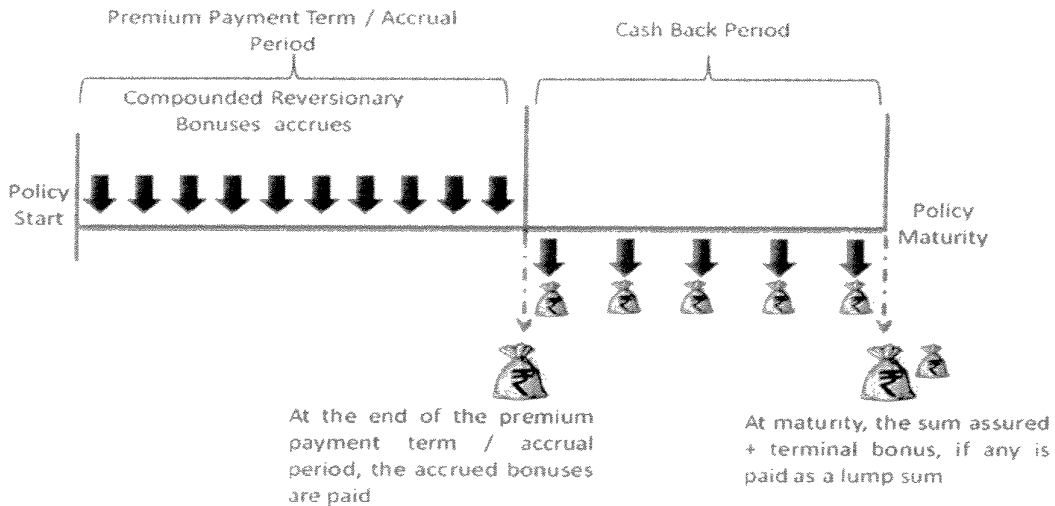 Premium Payment Term / Accrual
Period
Cash Back Period
Compounded Reversionary
Bonuses accrues
Policy
Start
Policy
Maturity
₹
₹
₹
₹
₹
₹
₹
₹
At the end of the premium
payment term /  accrual
period, the accrued bonuses
are paid
At maturity, the sum assured
+ terminal bonus, if any is
paid as a lump sum